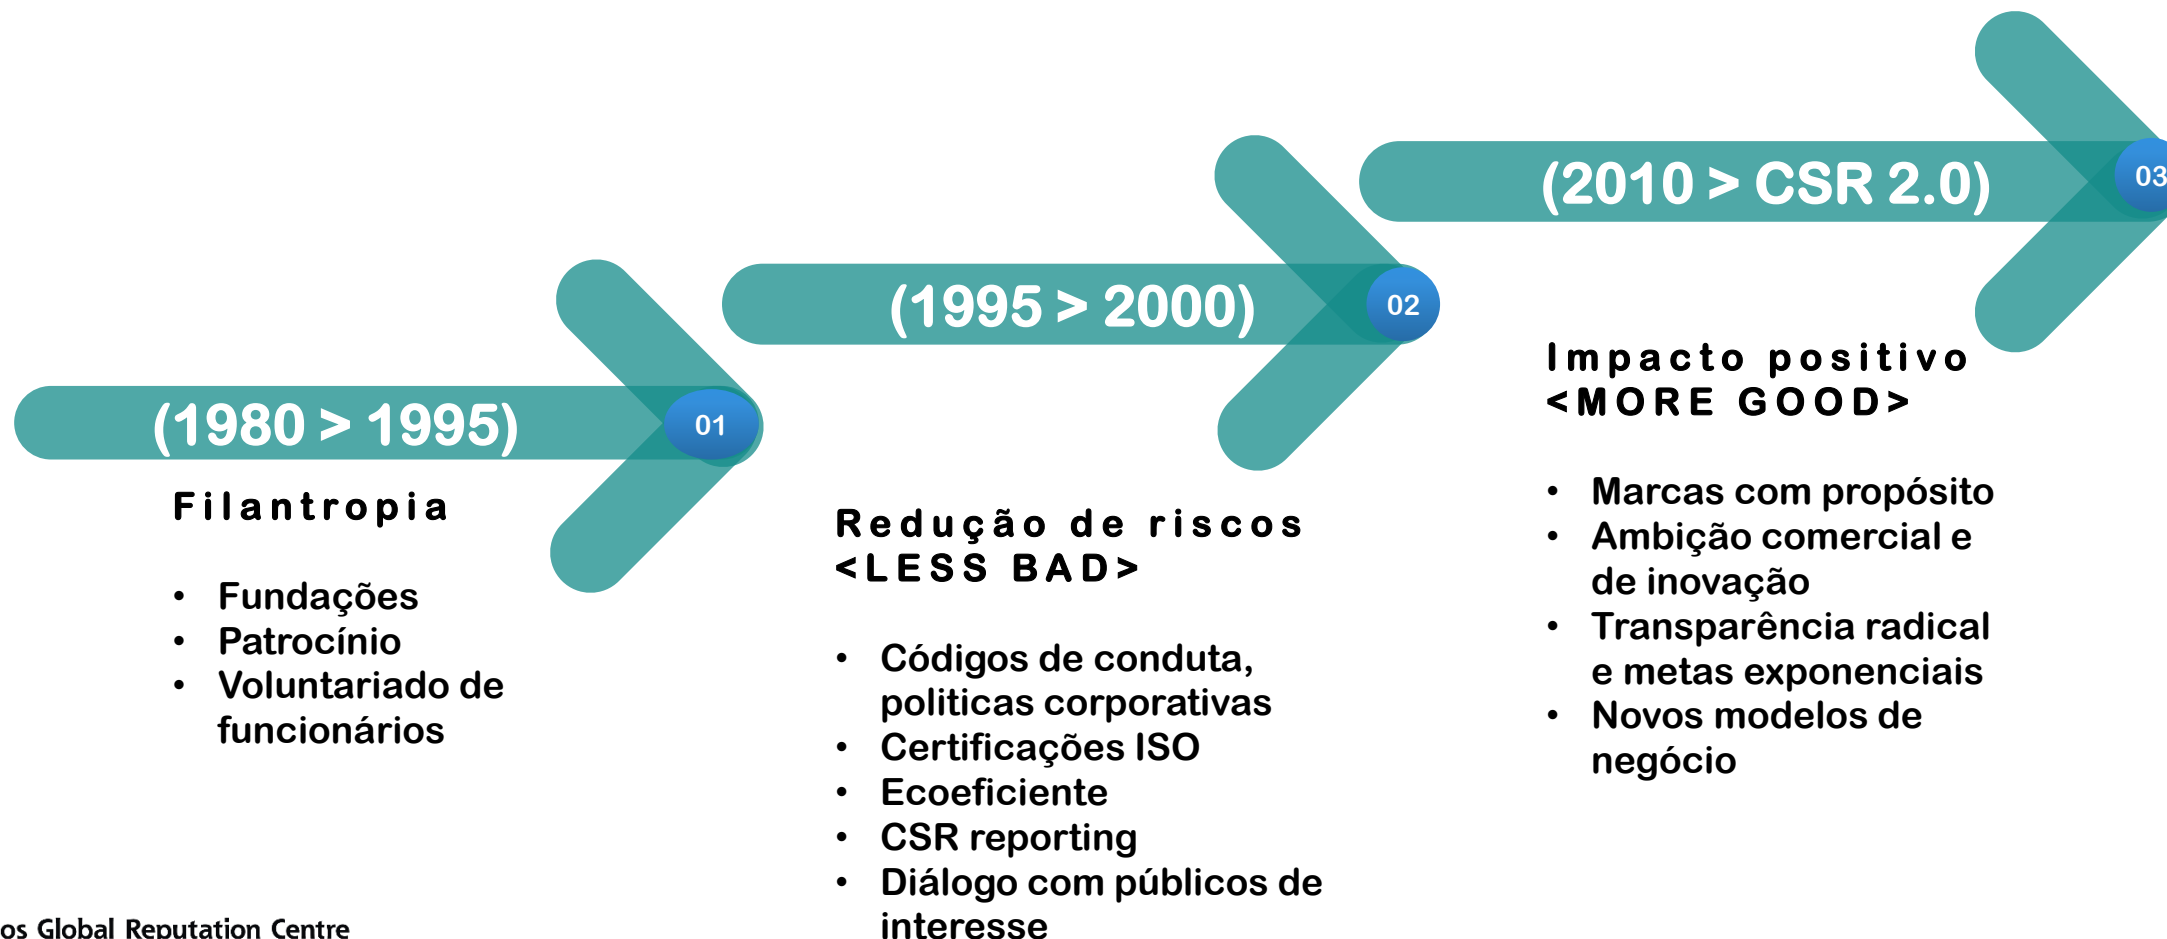 (1980 > 1995)
01
Filantropia
• Fundações
• Patrocínio
• Voluntariado de
funcionários
(1995 > 2000)
02
Redução de riscos
<LESS BAD>
• Códigos de conduta,
politicas corporativas
• Certificações ISO
• Ecoeficiente
• CSR reporting
• Diálogo com públicos de
interesse
(2010 > CSR 2.0)
03
Impacto positivo
<MORE GOOD>
• Marcas com propósito
• Ambição comercial e
de inovação
• Transparência radical
e metas exponenciais
• Novos modelos de
negócio
Global Reputation Centre